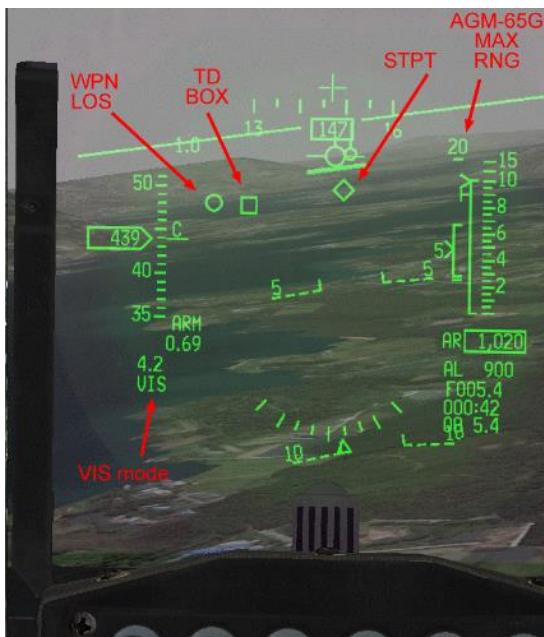 AGM-65G
MAX
RNG
WPN
LOS
TD
BOX
STPT
13
147
16
1.0
20
50
15
10
F
8
439
C
6
5
4
40
5
5
2
35
ARM
0.69
AR 1,020
4.2
VIS
AL 900
F005.4
000:42
5.4
VIS mode
10
10